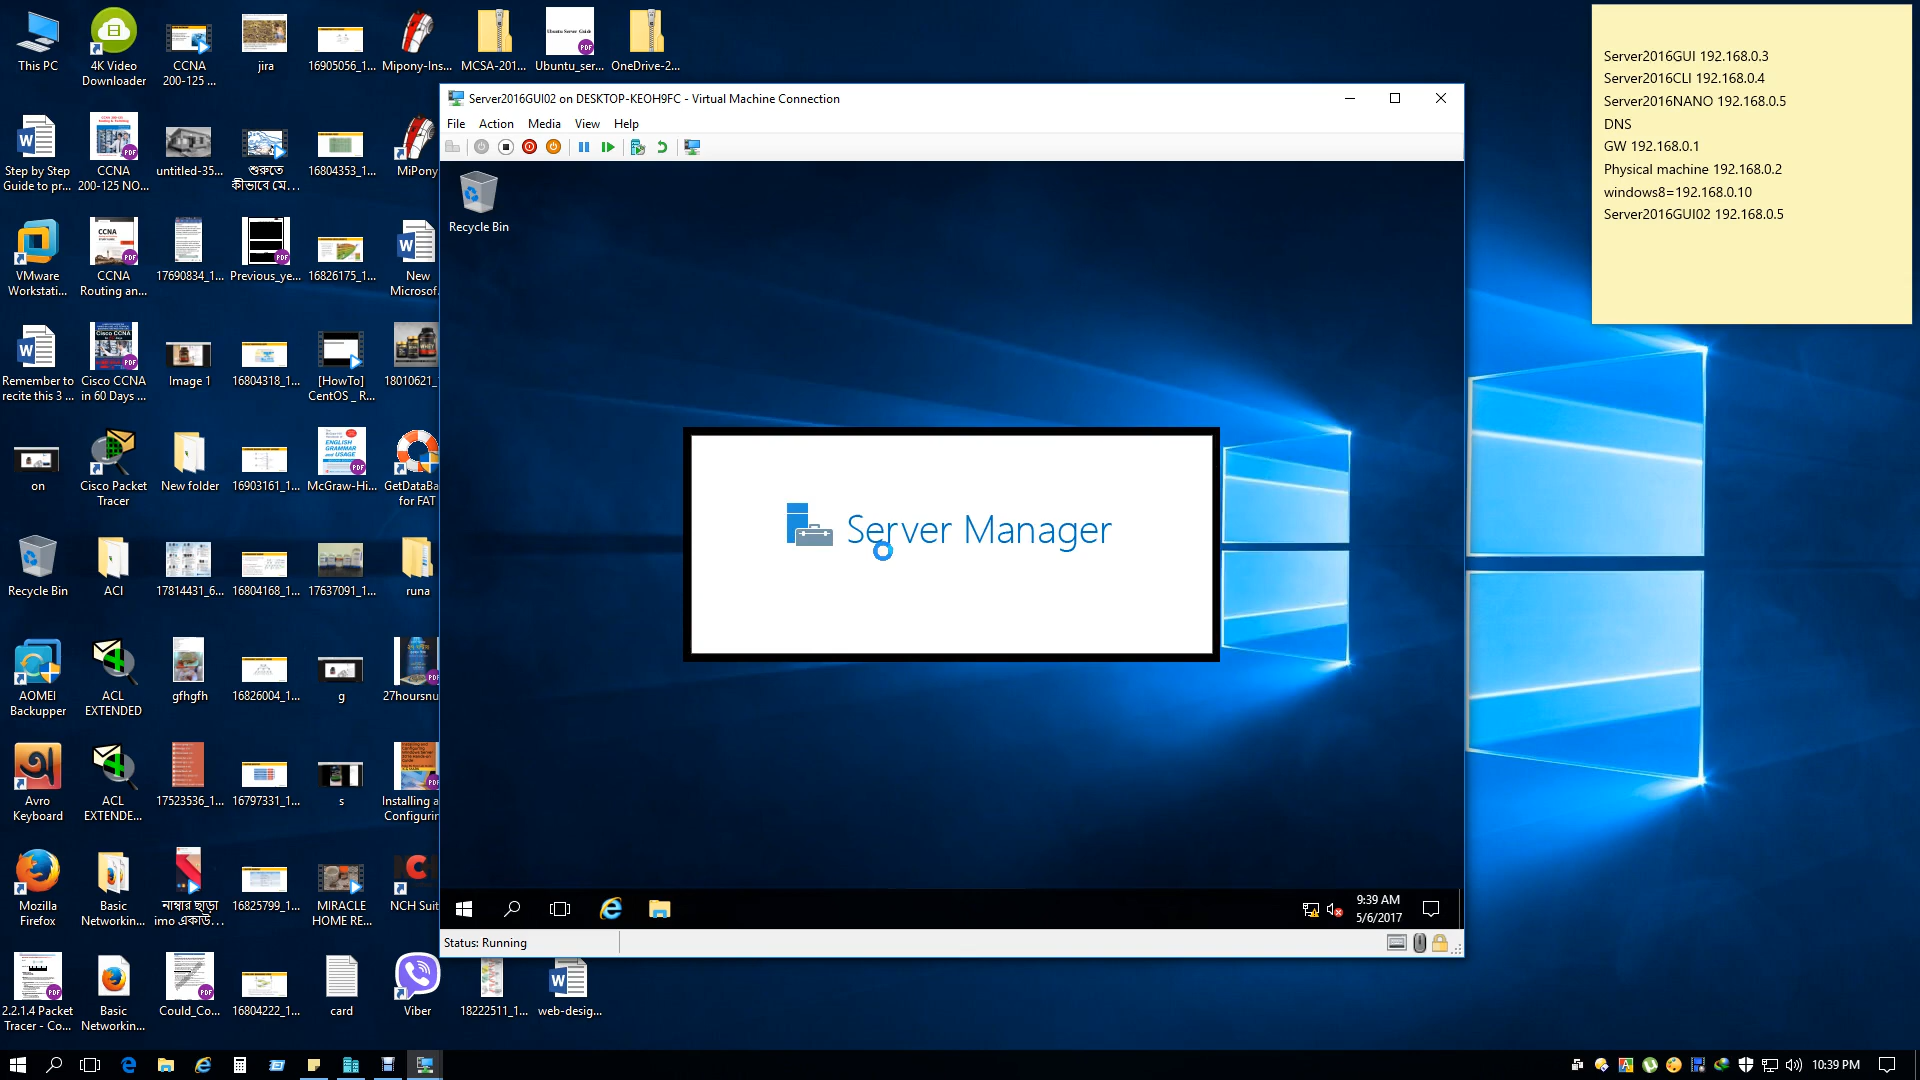 This PC
4K Video
Downloader
CCNA
200-125 ...
jira
16905056_1...
Mipony-Ins...
MCSA-201...
Ubuntu_ser...
OneDrive-2...
Ubuntu Server Guide
PDF
Step by Step
Guide to pr...
CCNA
200-125 NO...
untitled-35...
শুরুতে
কীভাবে মে...
16804353_1...
MiPony
VMware
Workstati...
CCNA
Routing an...
17690834_1...
Previous_ye...
16826175_1...
New
Microsof.
Remember to
recite this 3 ...
Cisco CCNA
in 60 Days ...
Image 1
16804318_1...
[HowTo]
CentOS _ R...
18010621_
on
Cisco Packet
Tracer
New folder
16903161_1...
McGraw-Hi...
GetDataBa
for FAT
ENGLISH
GRAMMAR
and USAGE
Recycle Bin
ACI
17814431_6...
16804168_1...
17637091_1...
runa
AOMEI
Backupper
ACL
EXTENDED
gfhgfh
16826004_1...
g
27hoursnu
Avro
Keyboard
ACL
EXTENDE...
17523536_1...
16797331_1...
s
Installing a
Configurin
Mozilla
Firefox
Basic
Networkin...
নাম্বার ছাড়া
imo একাউ...
16825799_1...
MIRACLE
HOME RE...
NCH Suit
2.2.1.4 Packet
Tracer - Co...
Basic
Networkin...
Could_Co...
16804222_1...
card
Viber
18222511_1...
web-desig...
Server2016GUI02 on DESKTOP-KEOH9FC - Virtual Machine Connection
File Action Media View Help
Recycle Bin
Server Manager
9:39 AM
5/6/2017
Status: Running
Server2016GUI 192.168.0.3
Server2016CLI 192.168.0.4
Server2016NANO 192.168.0.5
DNS
GW 192.168.0.1
Physical machine 192.168.0.2
windows8=192.168.0.10
Server2016GUI02 192.168.0.5
10:39 PM